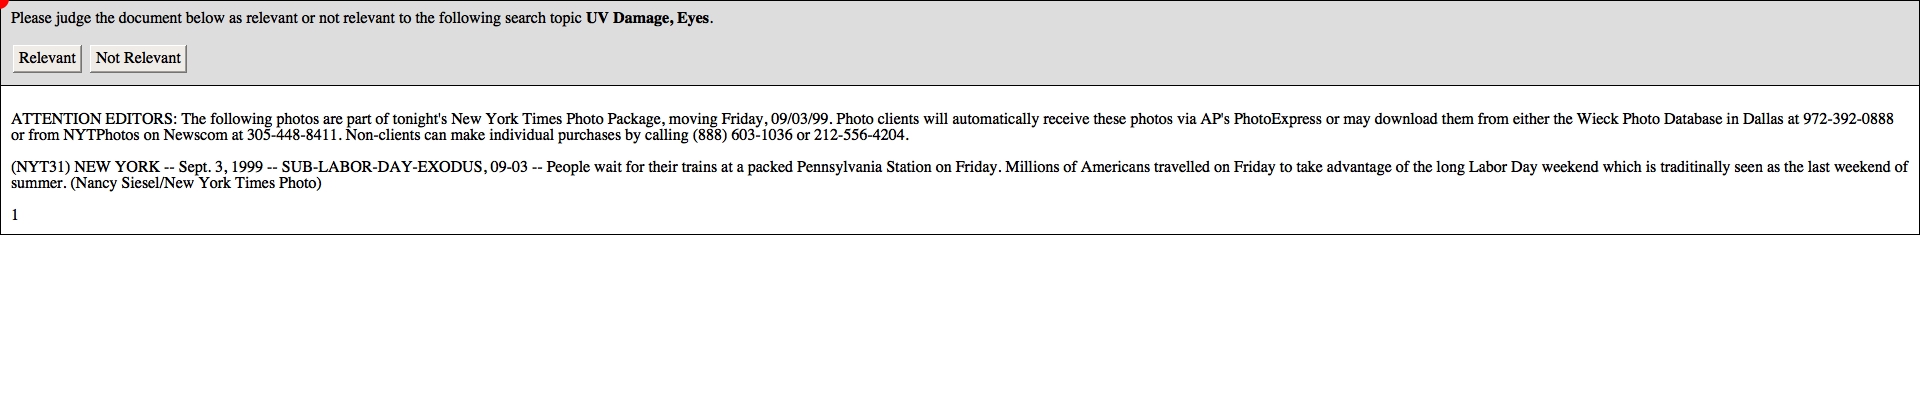 Please judge the document below as relevant or not relevant to the following search topic UV Damage, Eyes.
Relevant Not Relevant
ATTENTION EDITORS: The following photos are part of tonight's New York Times Photo Package, moving Friday, 09/03/99. Photo clients will automatically receive these photos via AP's PhotoExpress or may download them from either the Wieck Photo Database in Dallas at 972-392-0888
or from NYTPhotos on Newscom at 305-448-8411. Non-clients can make individual purchases by calling (888) 603-1036 or 212-556-4204.
(NYT31) NEW YORK -- Sept. 3, 1999 -- SUB-LABOR-DAY-EXODUS, 09-03 -- People wait for their trains at a packed Pennsylvania Station on Friday. Millions of Americans travelled on Friday to take advantage of the long Labor Day weekend which is traditinally seen as the last weekend of
summer. (Nancy Siesel/New York Times Photo)
1